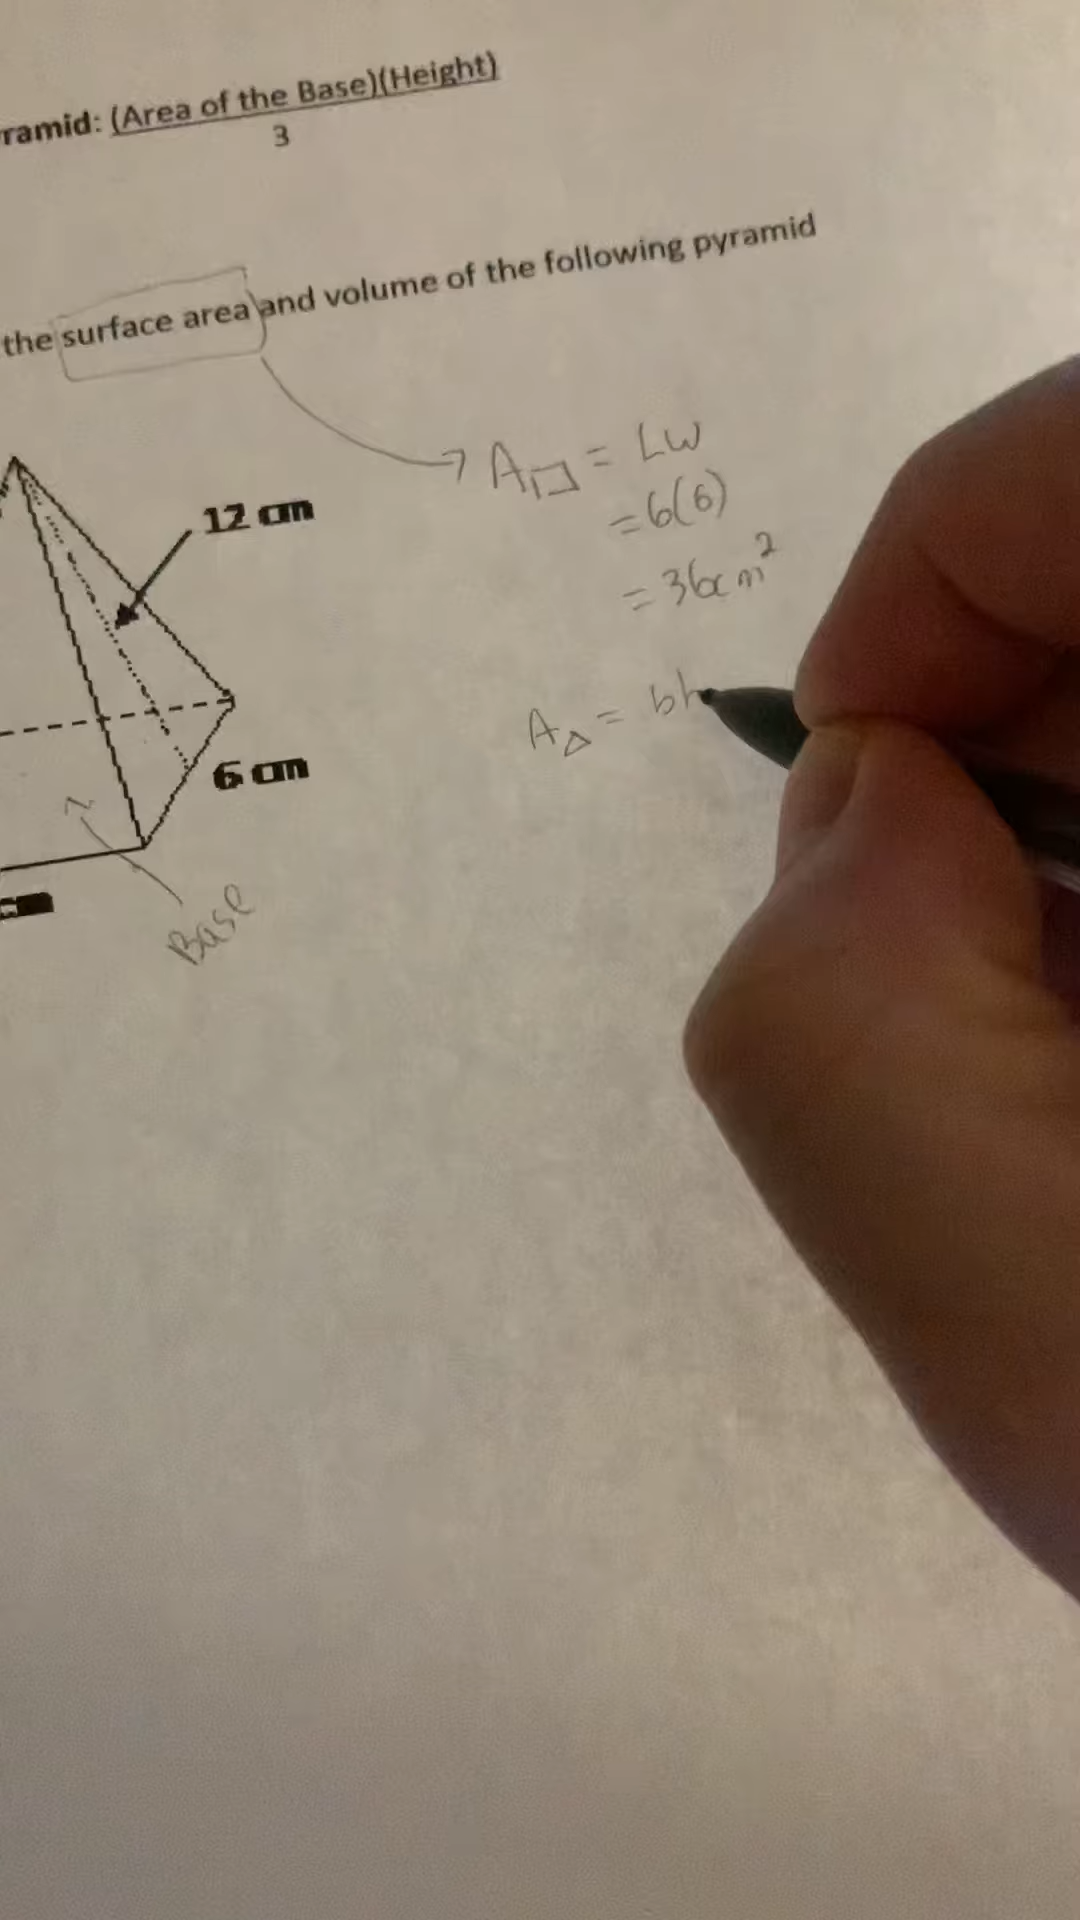 ramid: (Area of the Base)(Height)
3
the surface area and volume of the following pyramid
A□ = LW
= 6(6)
= 36cm²
12 cm
A△ = bh
6 cm
cm
Base